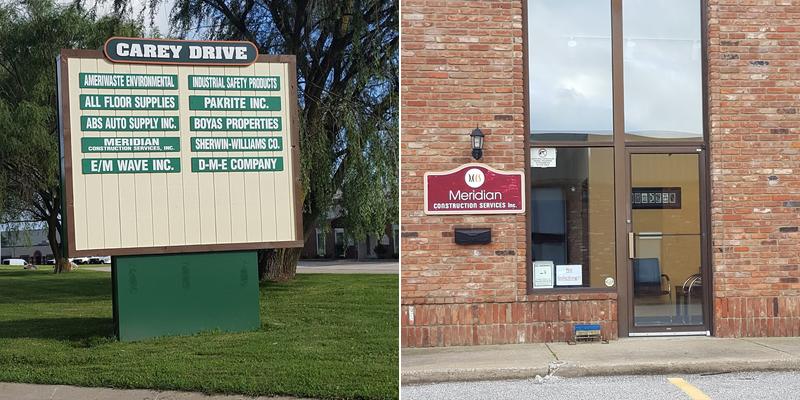 CAREY DRIVE
AMERIWASTE ENVIRONMENTAL
INDUSTRIAL SAFETY PRODUCTS
ALL FLOOR SUPPLIES
PAKRITE INC.
ABS AUTO SUPPLY INC.
BOYAS PROPERTIES
MERIDIAN
CONSTRUCTION SERVICES, INC.
SHERWIN-WILLIAMS CO.
E/M WAVE INC.
D-M-E COMPANY
Meridian
CONSTRUCTION SERVICES Inc.
No